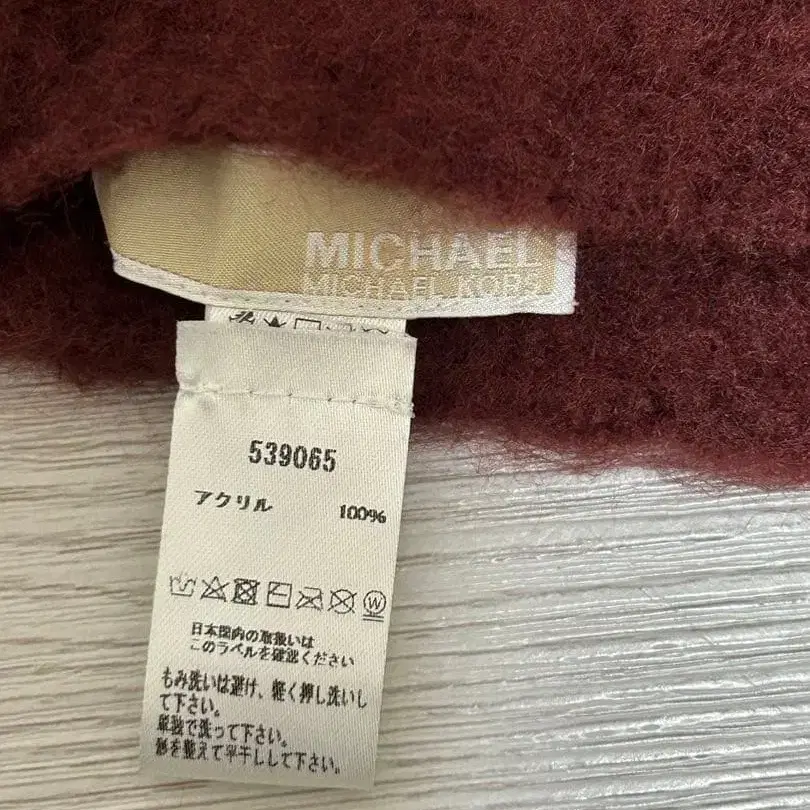 MICHAEL
MICHAEL KORS
539065
アクリル 100%
W
日本国内の取扱いは
このラベルを確認ください
もみ洗いは避け、軽く押し洗いし
て下さい。
単独で洗って下さい。
形を整えて半干しして下さい。